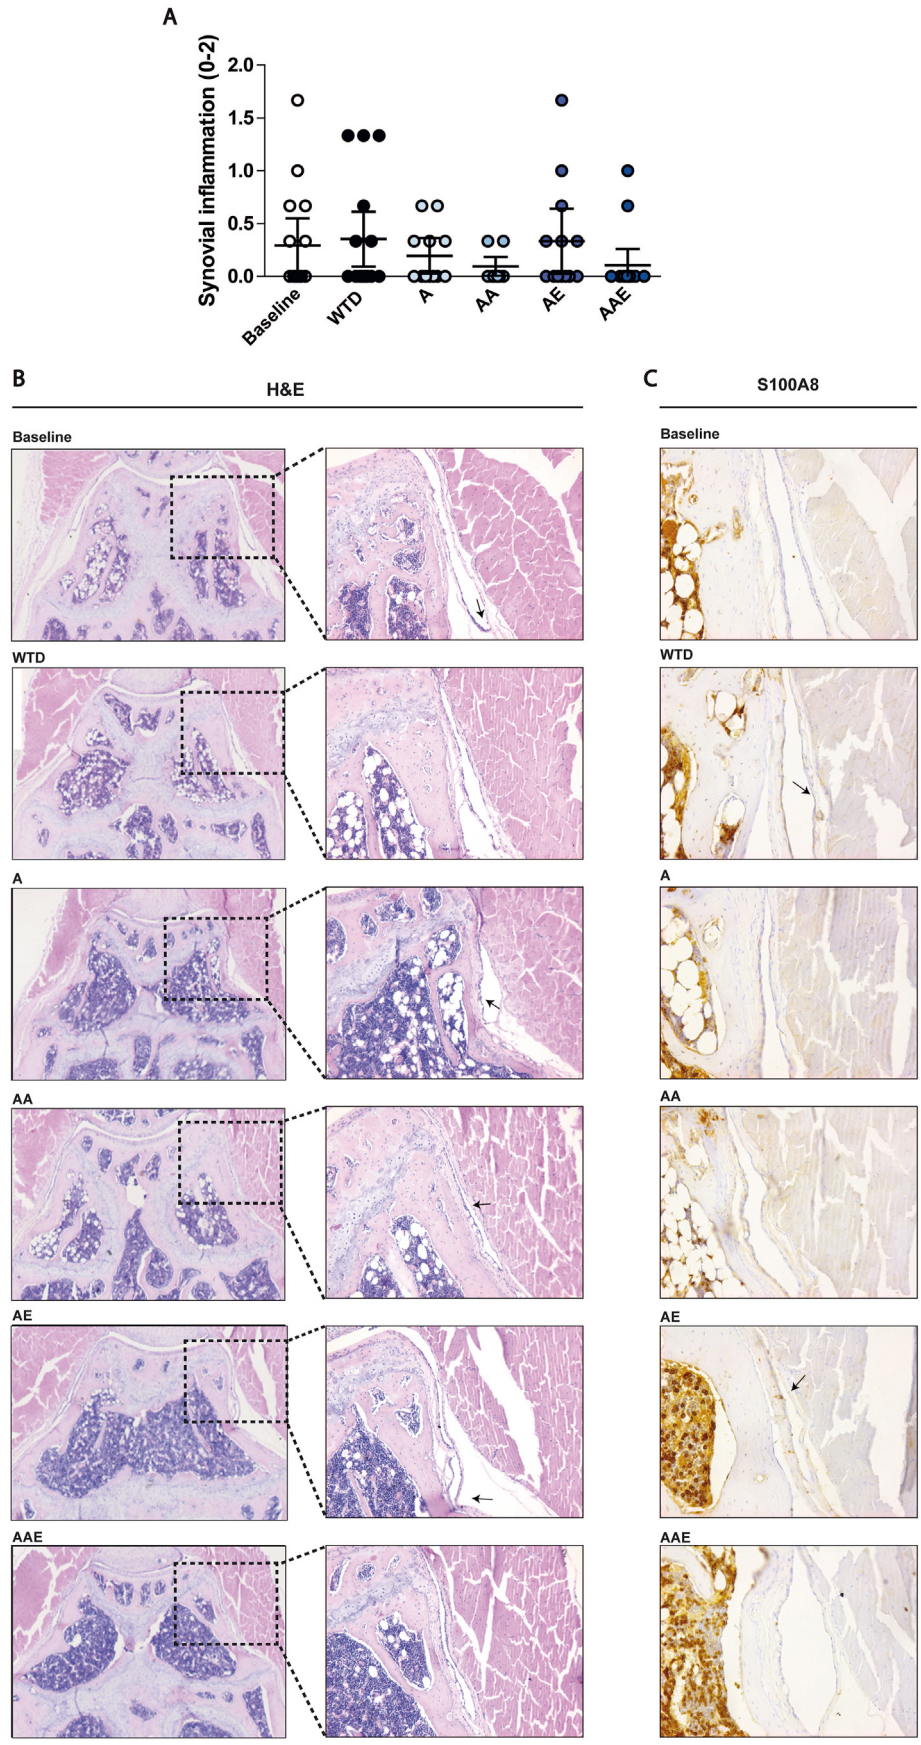 A
Synovial inflammation (0-2)
2.0
1.5
1.0
0.5
0.0
Baseline
WTD
A
AA
AE
AAE
B
H&E
C
S100A8
Baseline
Baseline
WTD
WTD
A
A
AA
AA
AE
AE
AAE
AAE